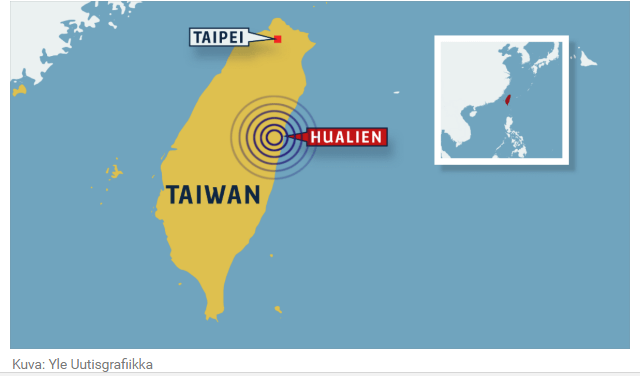 TAIPEI
HUALIEN
TAIWAN
Kuva: Yle Uutisgrafiikka